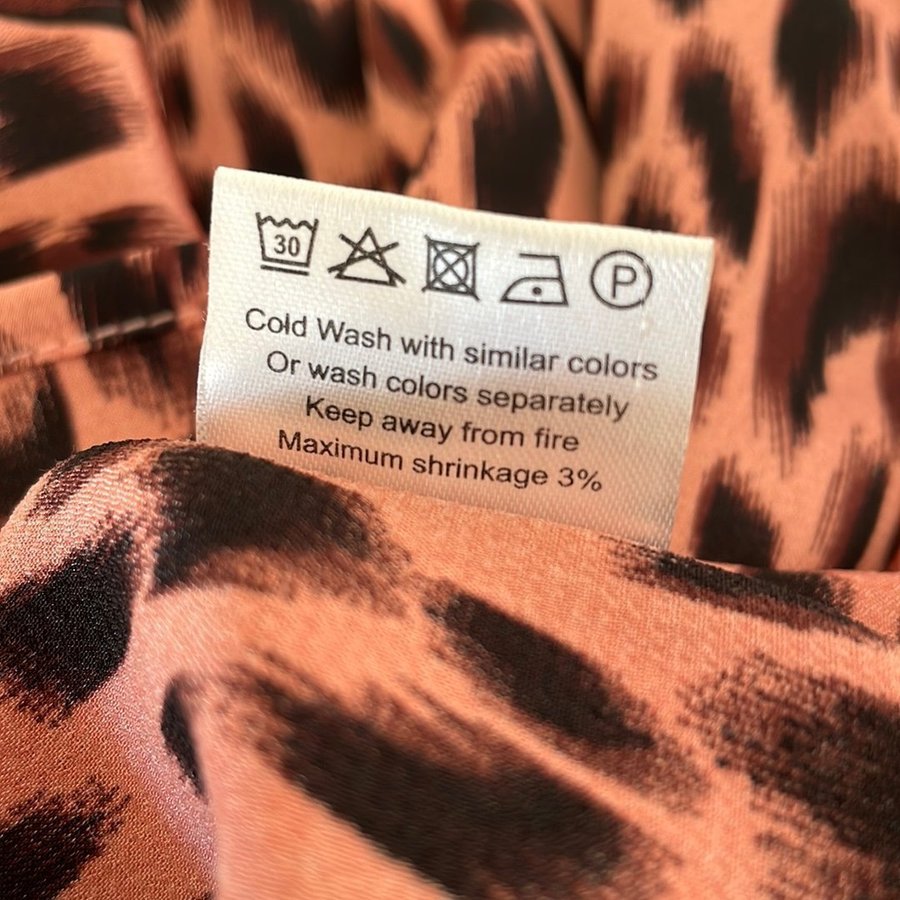 30 P
Cold Wash with similar colors
Or wash colors separately
Keep away from fire
Maximum shrinkage 3%